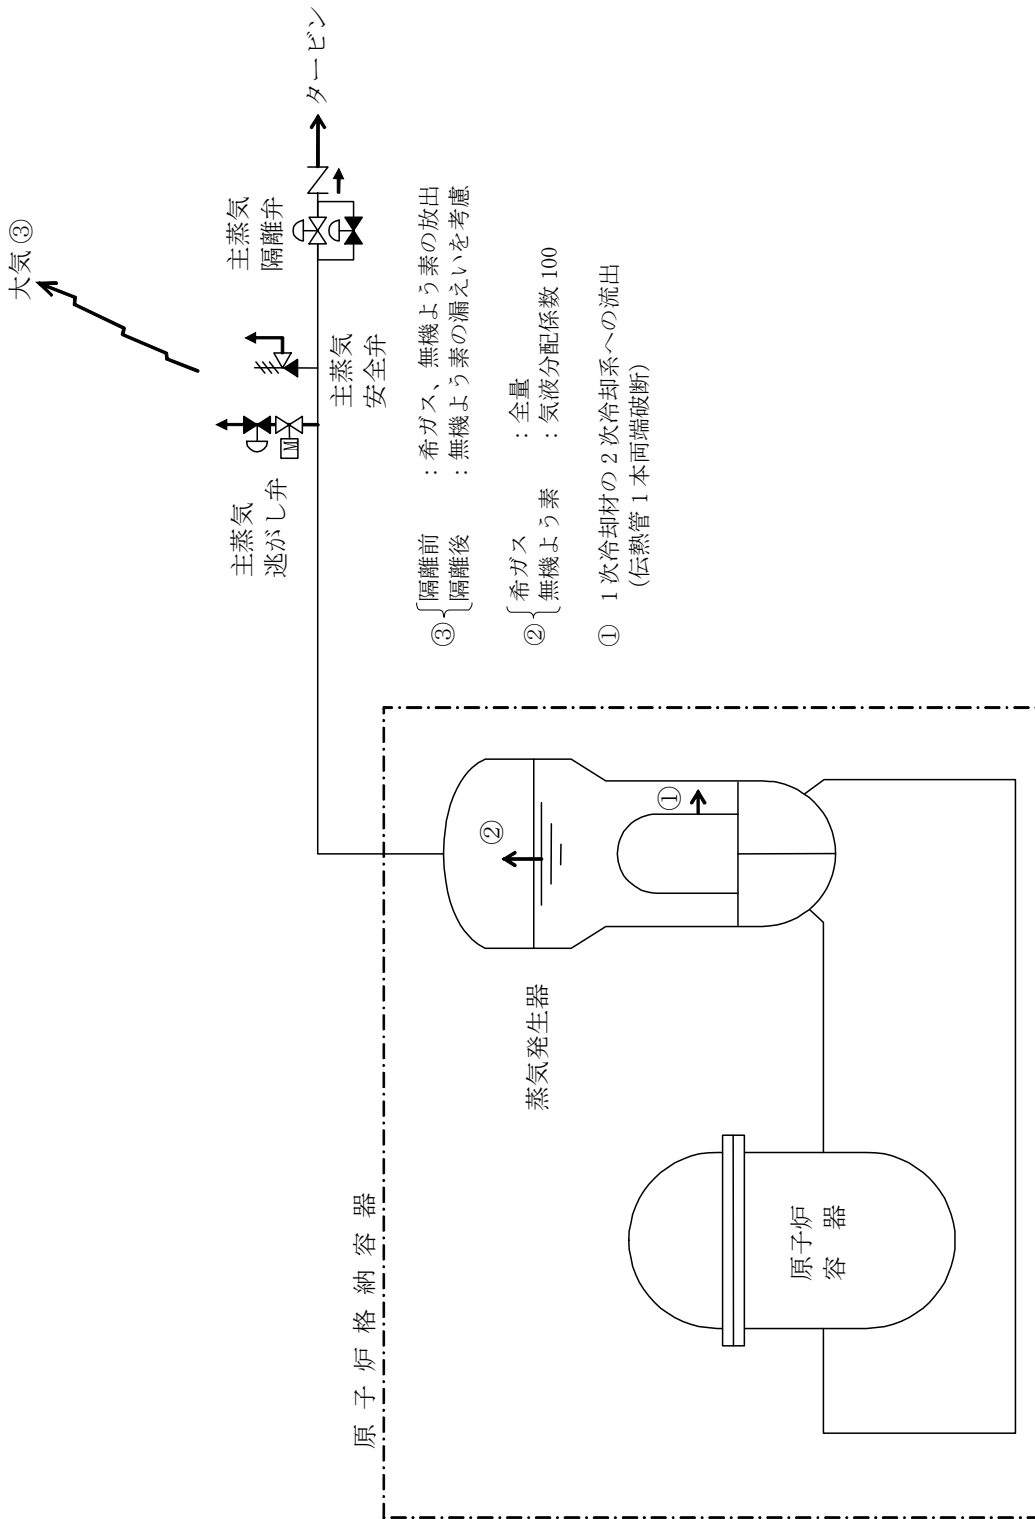 大気③
タービン
主蒸気
隔離弁
主蒸気
安全弁
主蒸気
逃がし弁
M
③ 隔離前 :希ガス、無機よう素の放出
隔離後 :無機よう素の漏えいを考慮
② 希ガス :全量
無機よう素 :気液分配係数 100
① 1次冷却材の2次冷却系への流出
(伝熱管1本両端破断)
②
①
蒸気発生器
原子炉格納容器
原子炉
容器